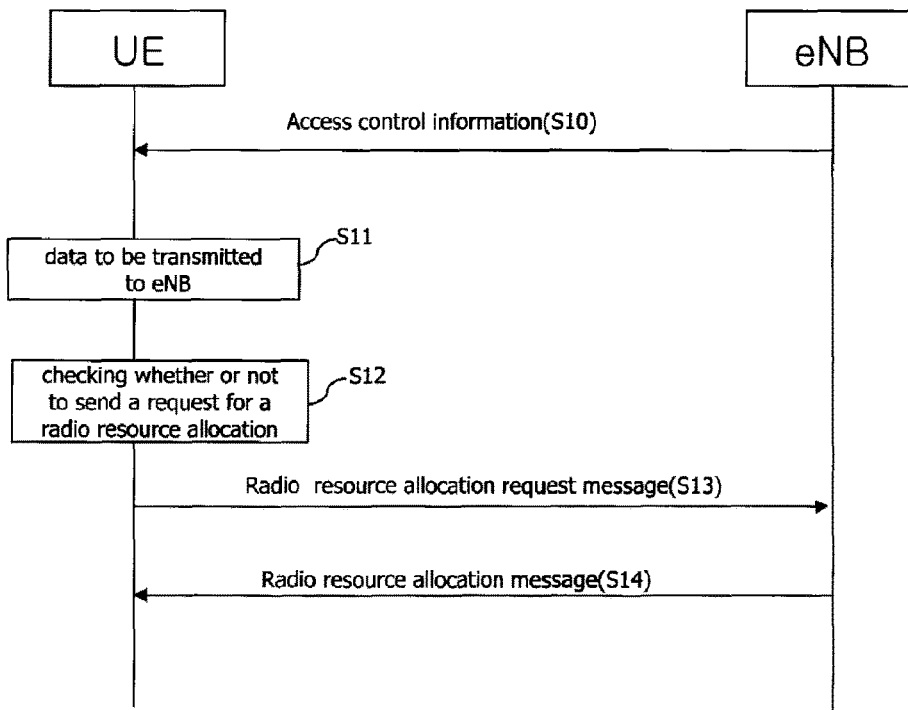 UE
eNB
Access control information(S10)
S11
data to be transmitted
to eNB
S12
checking whether or not
to send a request for a
radio resource allocation
Radio resource allocation request message(S13)
Radio resource allocation message(S14)